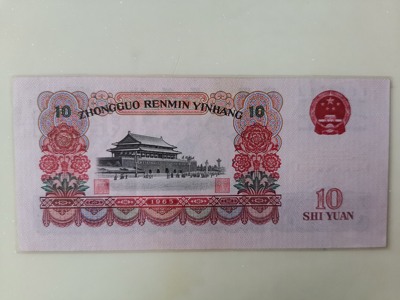 10 ZHONGGUO RENMIN YINHANG 10
1965
10
SHI YUAN